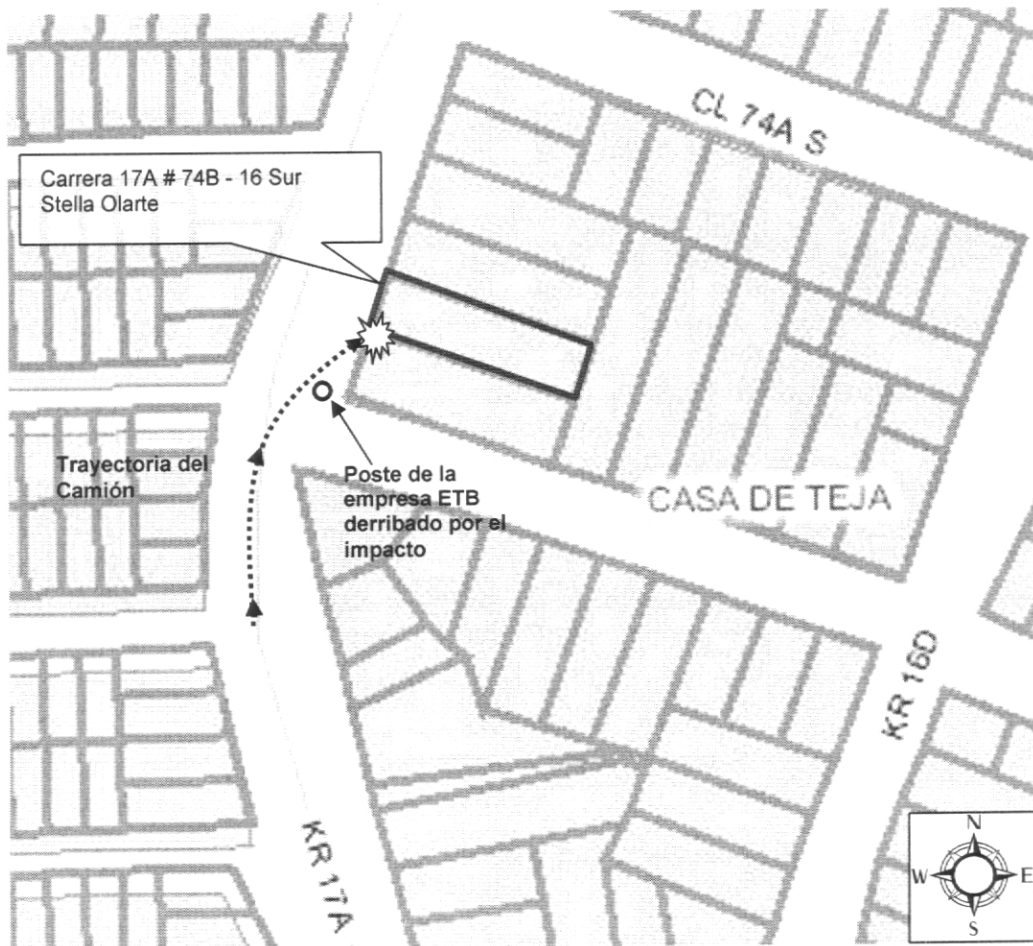 CL 74A S
Carrera 17A # 74B - 16 Sur
Stella Olarte
Trayectoria del
Camión
Poste de la
empresa ETB
derribado por el
impacto
CASA DE TEJA
KR 16D
KR 17A
N
W E
S